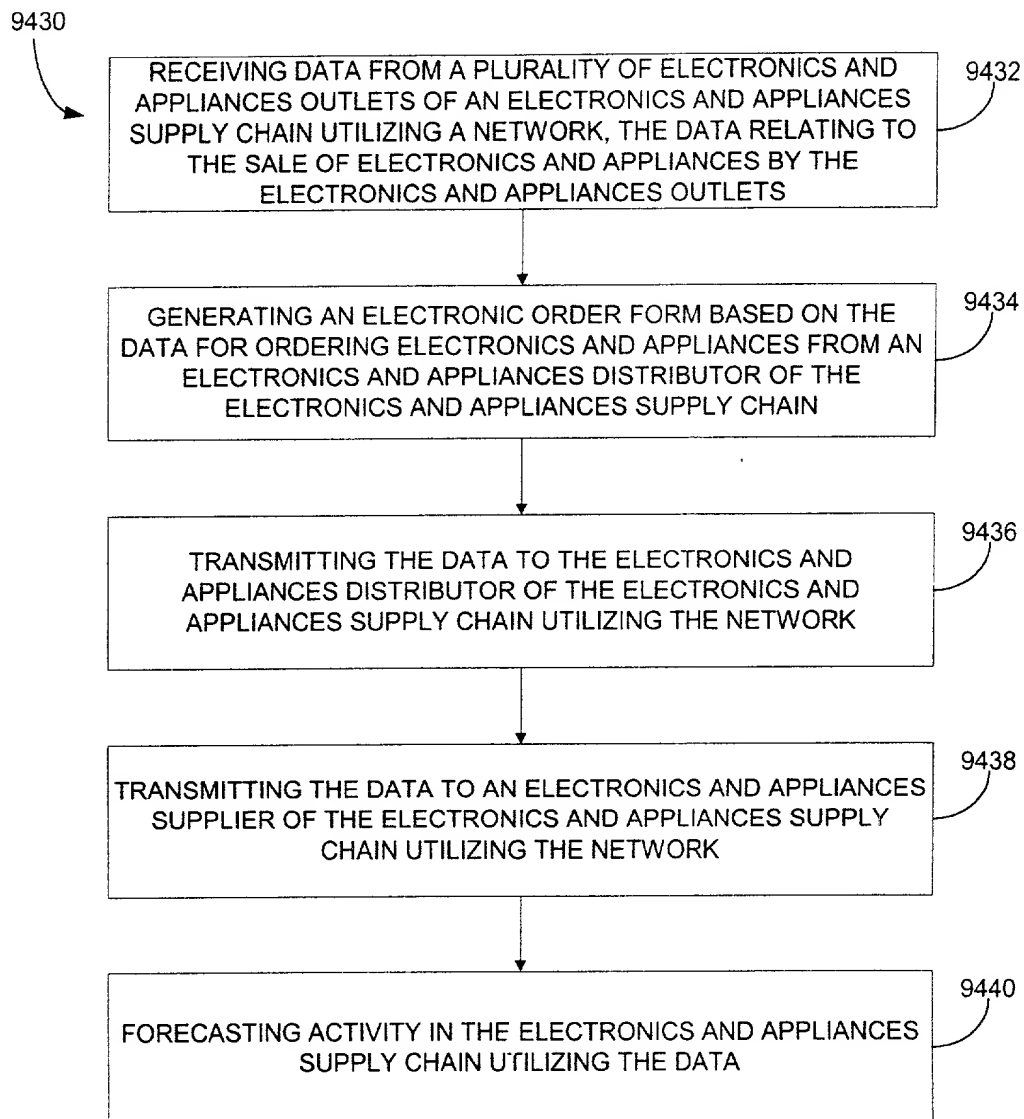 9430
RECEIVING DATA FROM A PLURALITY OF ELECTRONICS AND
APPLIANCES OUTLETS OF AN ELECTRONICS AND APPLIANCES
SUPPLY CHAIN UTILIZING A NETWORK, THE DATA RELATING TO
THE SALE OF ELECTRONICS AND APPLIANCES BY THE
ELECTRONICS AND APPLIANCES OUTLETS
9432
GENERATING AN ELECTRONIC ORDER FORM BASED ON THE
DATA FOR ORDERING ELECTRONICS AND APPLIANCES FROM AN
ELECTRONICS AND APPLIANCES DISTRIBUTOR OF THE
ELECTRONICS AND APPLIANCES SUPPLY CHAIN
9434
TRANSMITTING THE DATA TO THE ELECTRONICS AND
APPLIANCES DISTRIBUTOR OF THE ELECTRONICS AND
APPLIANCES SUPPLY CHAIN UTILIZING THE NETWORK
9436
TRANSMITTING THE DATA TO AN ELECTRONICS AND APPLIANCES
SUPPLIER OF THE ELECTRONICS AND APPLIANCES SUPPLY
CHAIN UTILIZING THE NETWORK
9438
FORECASTING ACTIVITY IN THE ELECTRONICS AND APPLIANCES
SUPPLY CHAIN UTILIZING THE DATA
9440